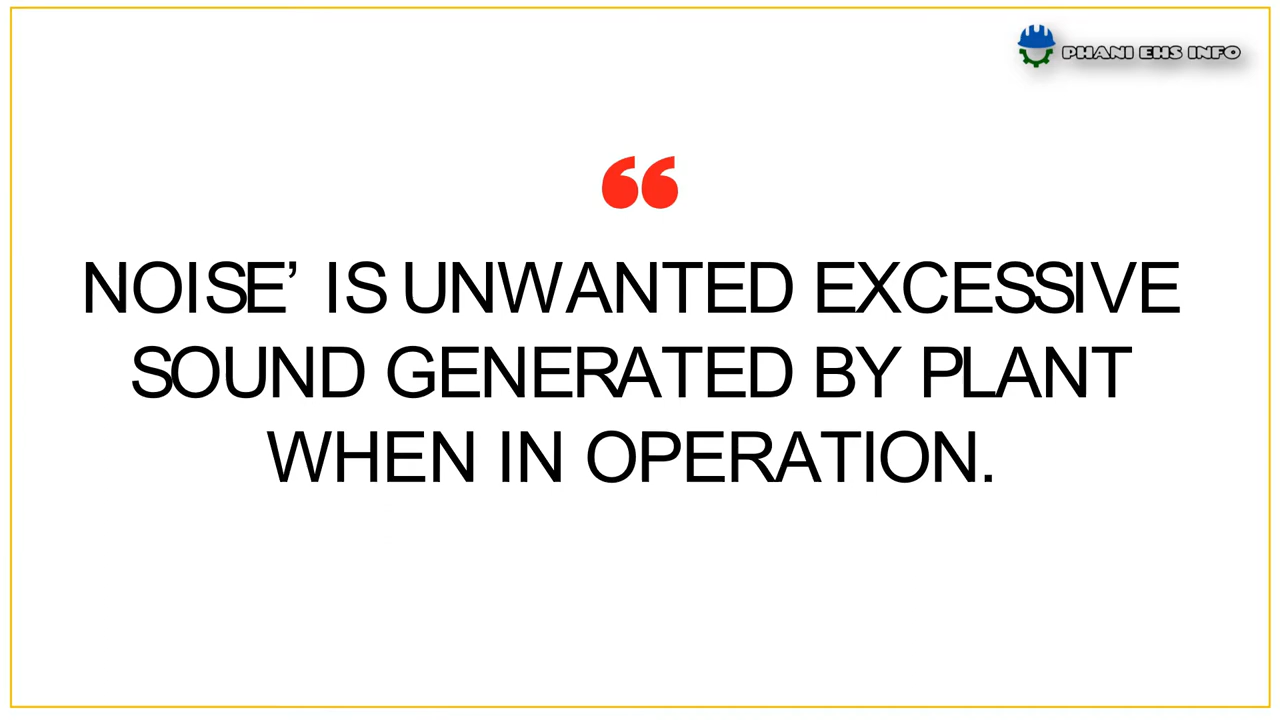 PHANI EHS INFO
“
NOISE’ IS UNWANTED EXCESSIVE
SOUND GENERATED BY PLANT
WHEN IN OPERATION.